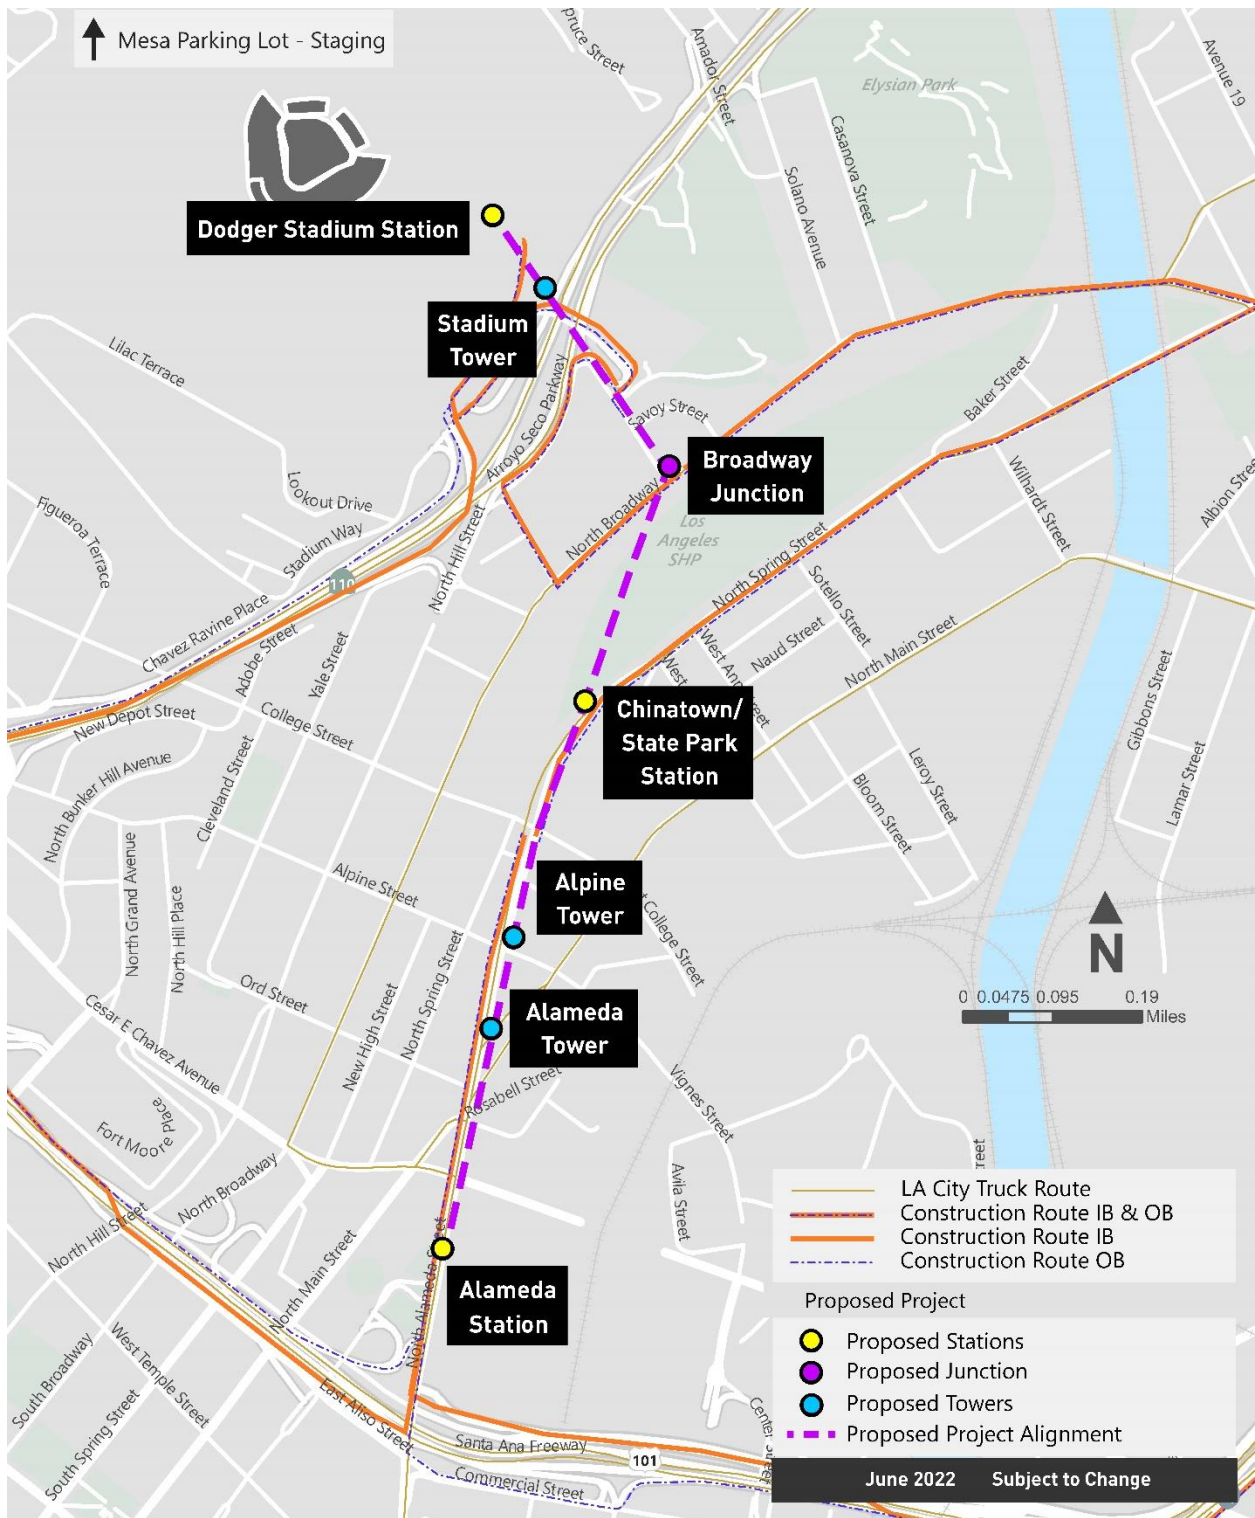 Mesa Parking Lot - Staging
Spruce Street
Amador Street
Elysian Park
Avenue 19
Casanova Street
Solano Avenue
Dodger Stadium Station
Stadium
Tower
Lilac Terrace
Arroyo Seco Parkway
Savoy Street
Baker Street
Broadway
Junction
Lookout Drive
Wilhardt Street
Albion Stree
Figueroa Terrace
Stadium Way
North Hill Street
North Broadway
Los
Angeles
SHP
North Spring Street
110
Sotello Street
Chavez Ravine Place
Adobe Street
Yale Street
West Ann Street
Naud Street
North Main Street
West
New Depot Street
College Street
Chinatown/
State Park
Station
Gibbons Street
North Bunker Hill Avenue
Cleveland Street
Leroy Street
Bloom Street
Lamar Street
North Grand Avenue
North Hill Place
Alpine Street
Alpine
Tower
t College Street
N
Ord Street
New High Street
North Spring Street
Cesar E Chavez Avenue
0 0.0475 0.095 0.19
Miles
Alameda
Tower
Rosabell Street
Vignes Street
Fort Moore Place
Avila Street
Street
North Hill Street
North Broadway
North Main Street
North Alameda Street
Alameda
Station
LA City Truck Route
Construction Route IB & OB
Construction Route IB
Construction Route OB
Proposed Project
Proposed Stations
Proposed Junction
Proposed Towers
Proposed Project Alignment
South Broadway
West Temple Street
South Spring Street
East Aliso Street
Santa Ana Freeway
101
Commercial Street
Center Street
June 2022 Subject to Change